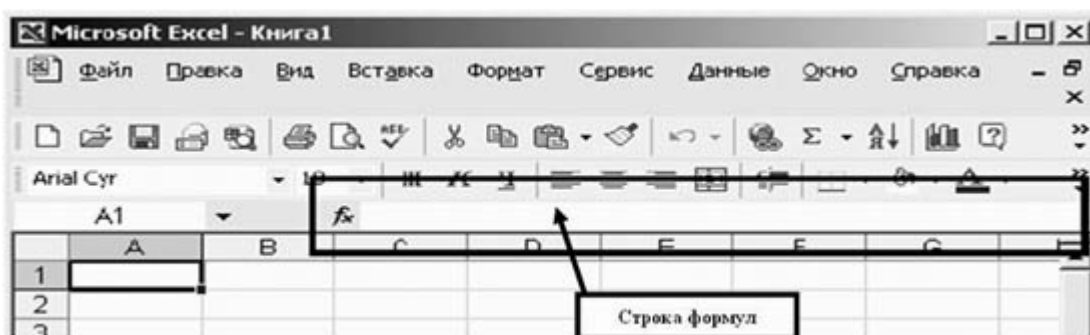 Microsoft Excel - Книга1
Файл Правка Вид Вставка Формат Сервис Данные Окно Справка
Arial Cyr 10 Ж К Ч
A1 fx
A B C D E F G
1
2
3
Строка формул